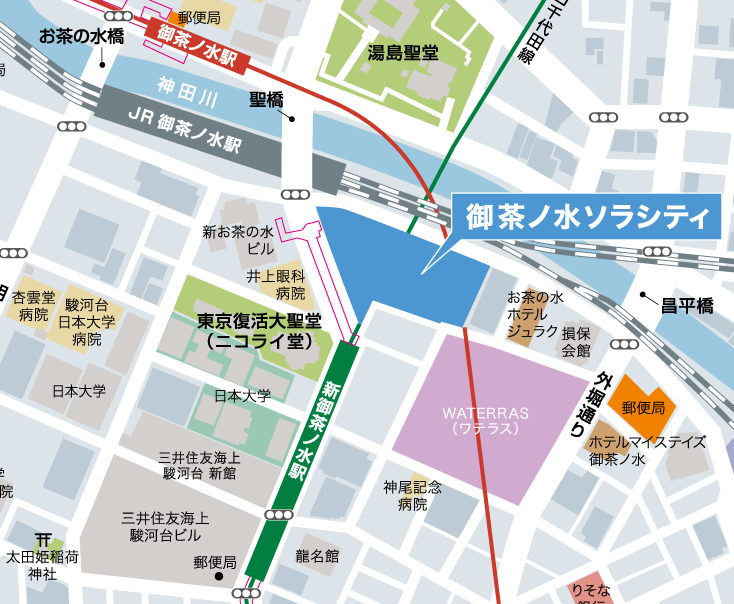 郵便局
お茶の水橋
御茶ノ水駅
湯島聖堂
千代田線
神田川
聖橋
JR 御茶ノ水駅
御茶ノ水ソラシティ
新お茶の水
ビル
井上眼科
病院
昌平橋
杏雲堂
病院
駿河台
日本大学
病院
東京復活大聖堂
（ニコライ堂）
お茶の水
ホテル
ジュラク
損保
会館
日本大学
日本大学
新御茶ノ水駅
WATERRAS
（ワテラス）
外堀通り
郵便局
ホテルマイステイズ
御茶ノ水
三井住友海上
駿河台 新館
神尾記念
病院
三井住友海上
駿河台ビル
太田姫稲荷
神社
郵便局
龍名館
りそな